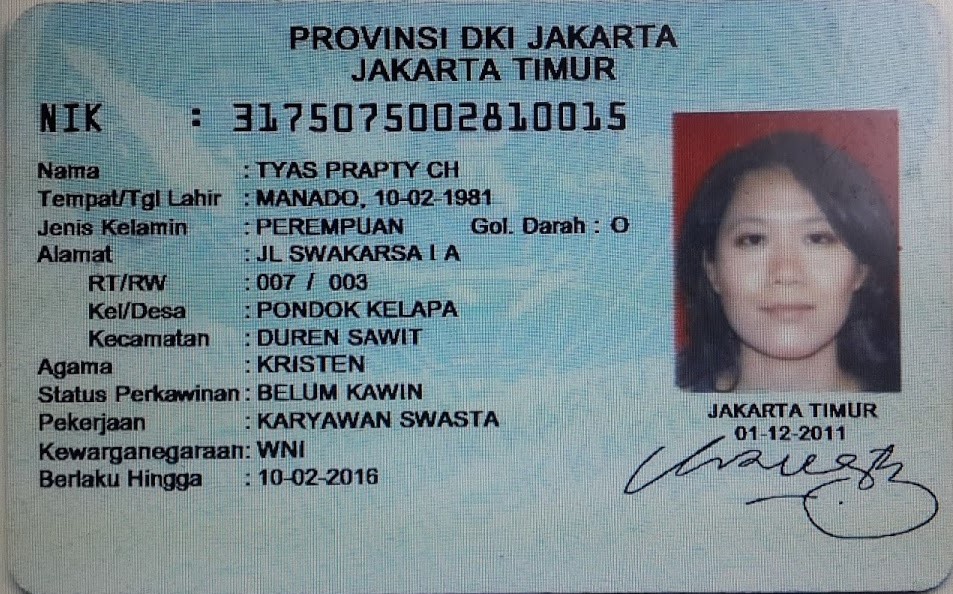 PROVINSI DKI JAKARTA
JAKARTA TIMUR
NIK : 3175075002810015
Nama : TYAS PRAPTY CH
Tempat/Tgl Lahir : MANADO, 10-02-1981
Jenis Kelamin : PEREMPUAN Gol. Darah : O
Alamat : JL SWAKARSA I A
RT/RW : 007 / 003
Kel/Desa : PONDOK KELAPA
Kecamatan : DUREN SAWIT
Agama : KRISTEN
Status Perkawinan : BELUM KAWIN
Pekerjaan : KARYAWAN SWASTA
Kewarganegaraan : WNI
Berlaku Hingga : 10-02-2016
JAKARTA TIMUR
01-12-2011